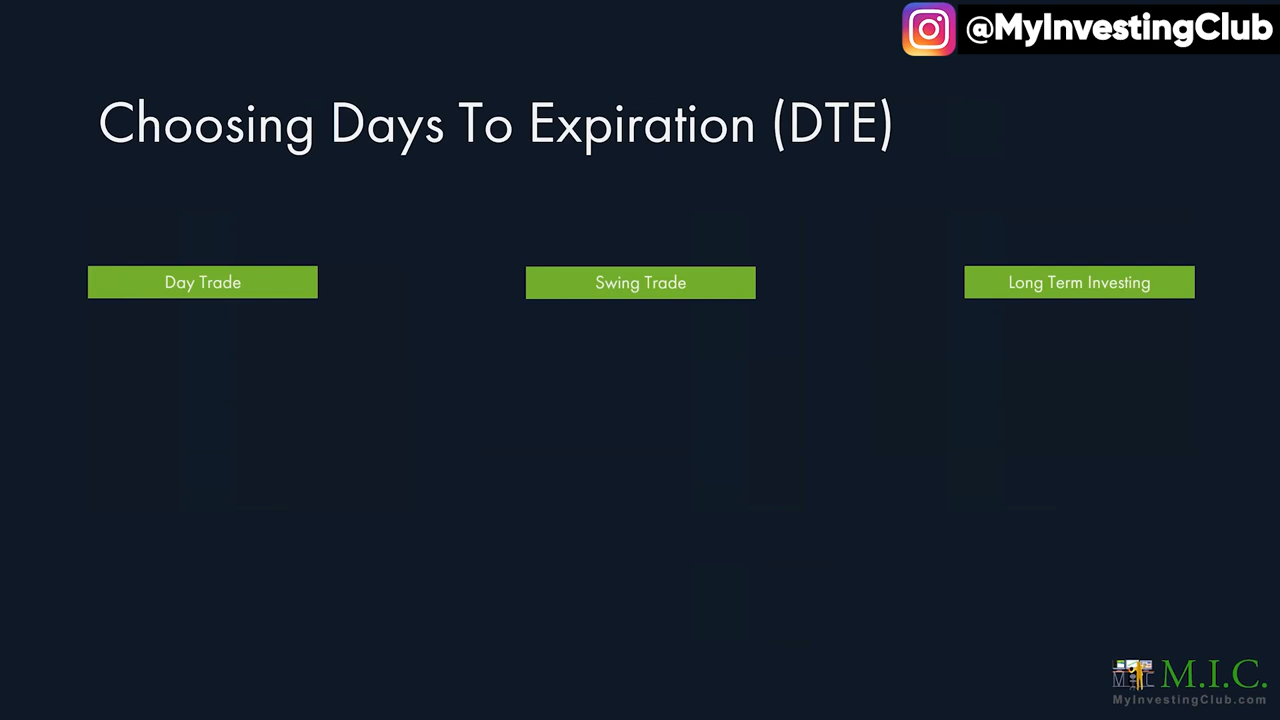 @MyInvestingClub
Choosing Days To Expiration (DTE)
Day Trade
Swing Trade
Long Term Investing
M.I.C.
MyInvestingClub.com